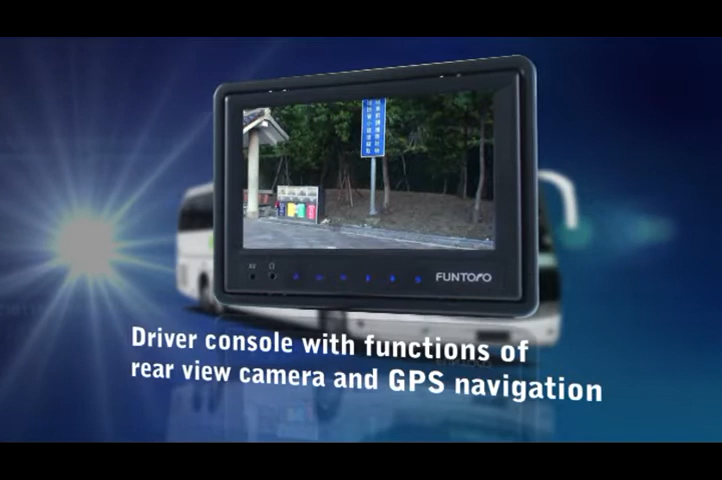 FUNTORO
Driver console with functions of
rear view camera and GPS navigation